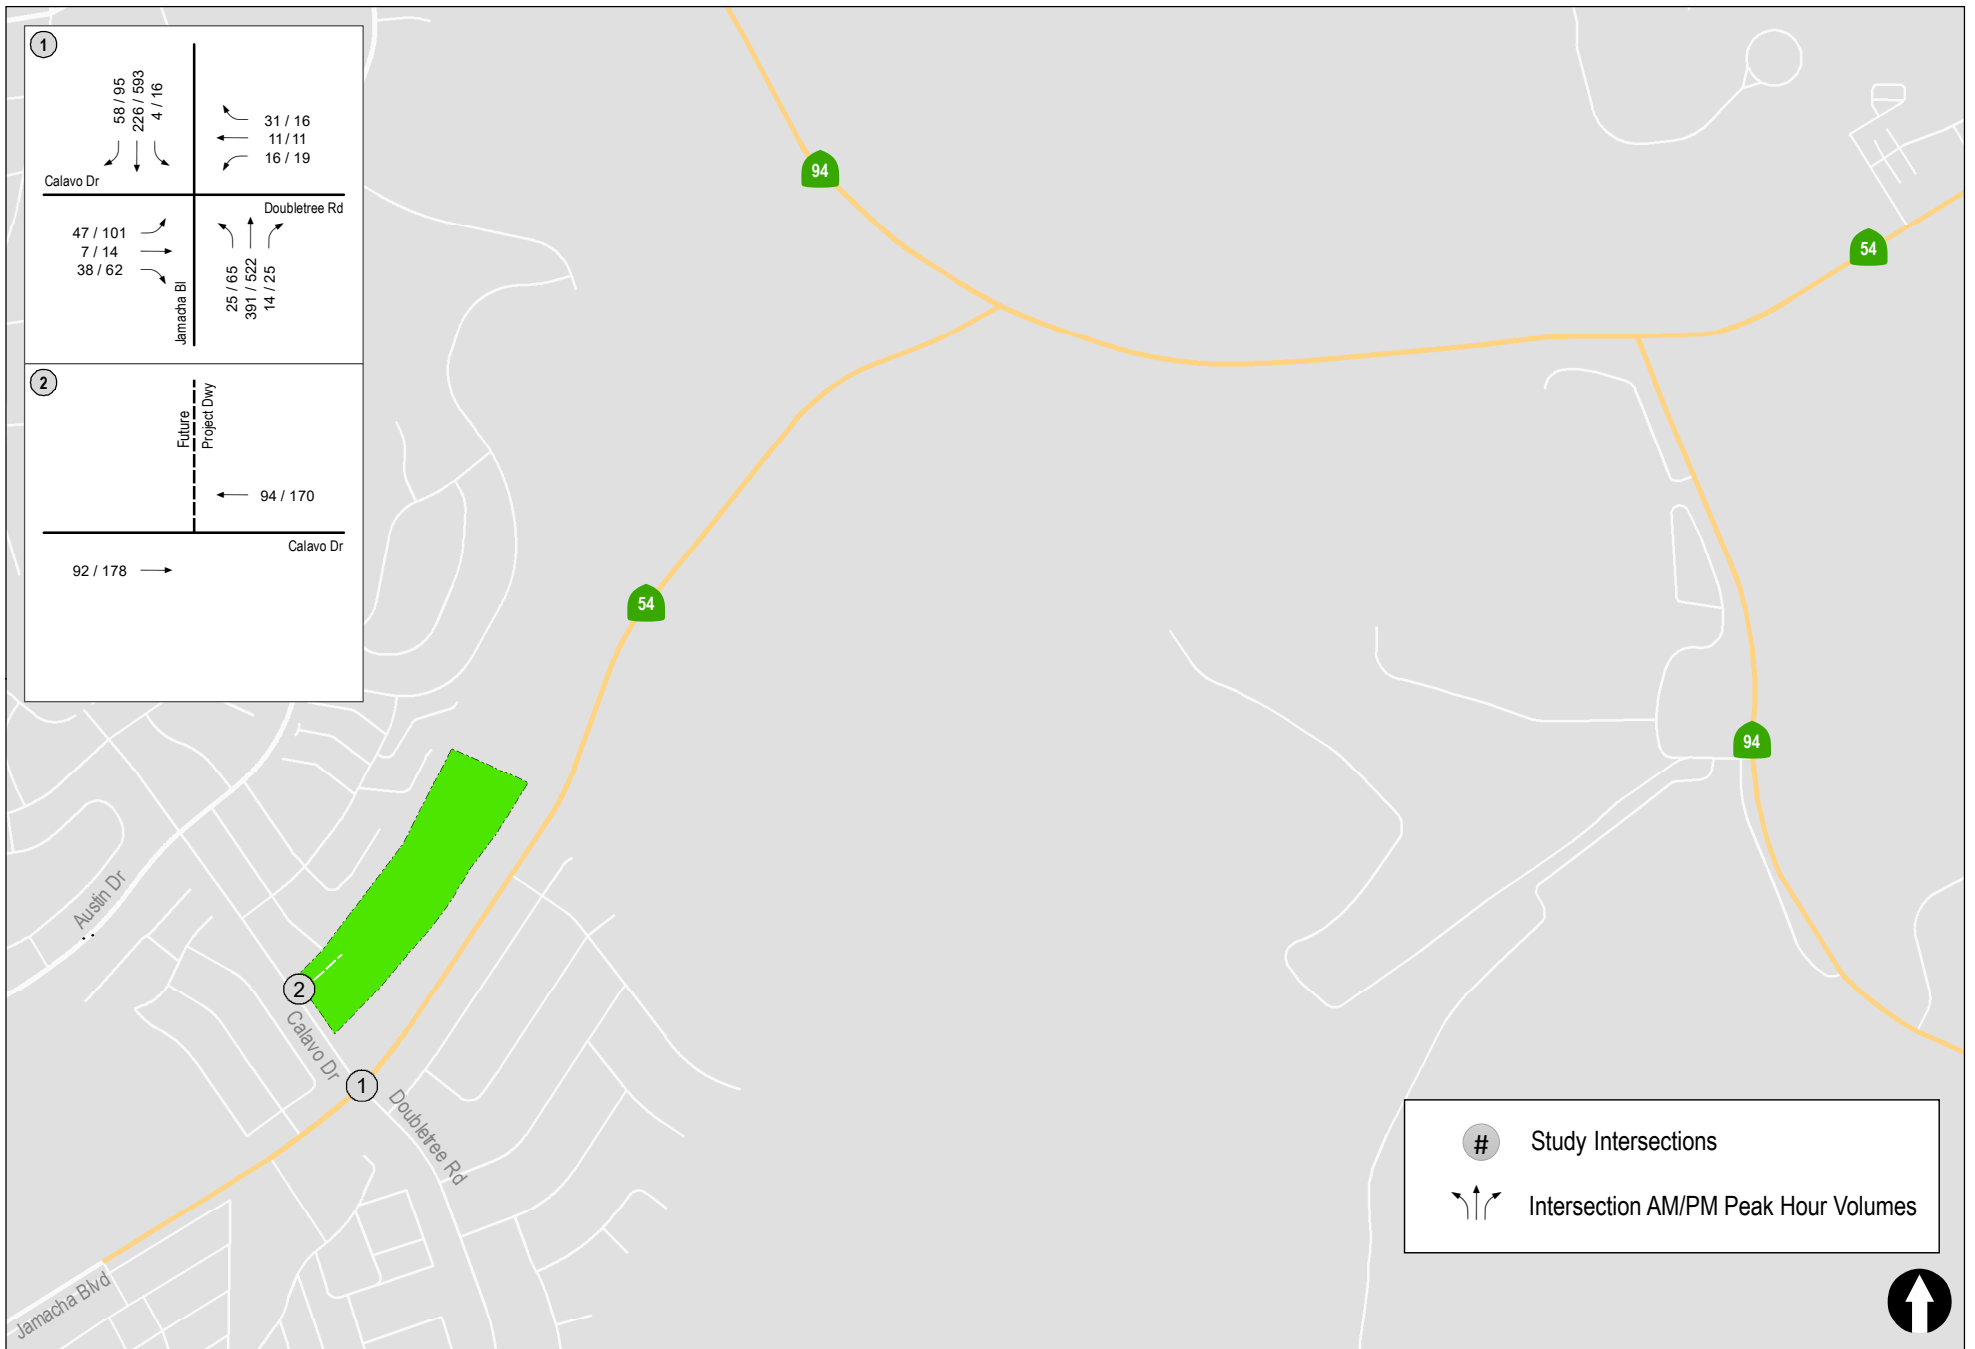 1
58 / 95
226 / 593
4 / 16
31 / 16
11 / 11
16 / 19
Calavo Dr
Doubletree Rd
47 / 101
7 / 14
38 / 62
25 / 65
391 / 522
14 / 25
Jamacha Bl
2
Future
Project Dwy
94 / 170
Calavo Dr
92 / 178
94
54
54
94
Austin Dr
2
Calavo Dr
1
Doubletree Rd
Jamacha Blvd
# Study Intersections
Intersection AM/PM Peak Hour Volumes